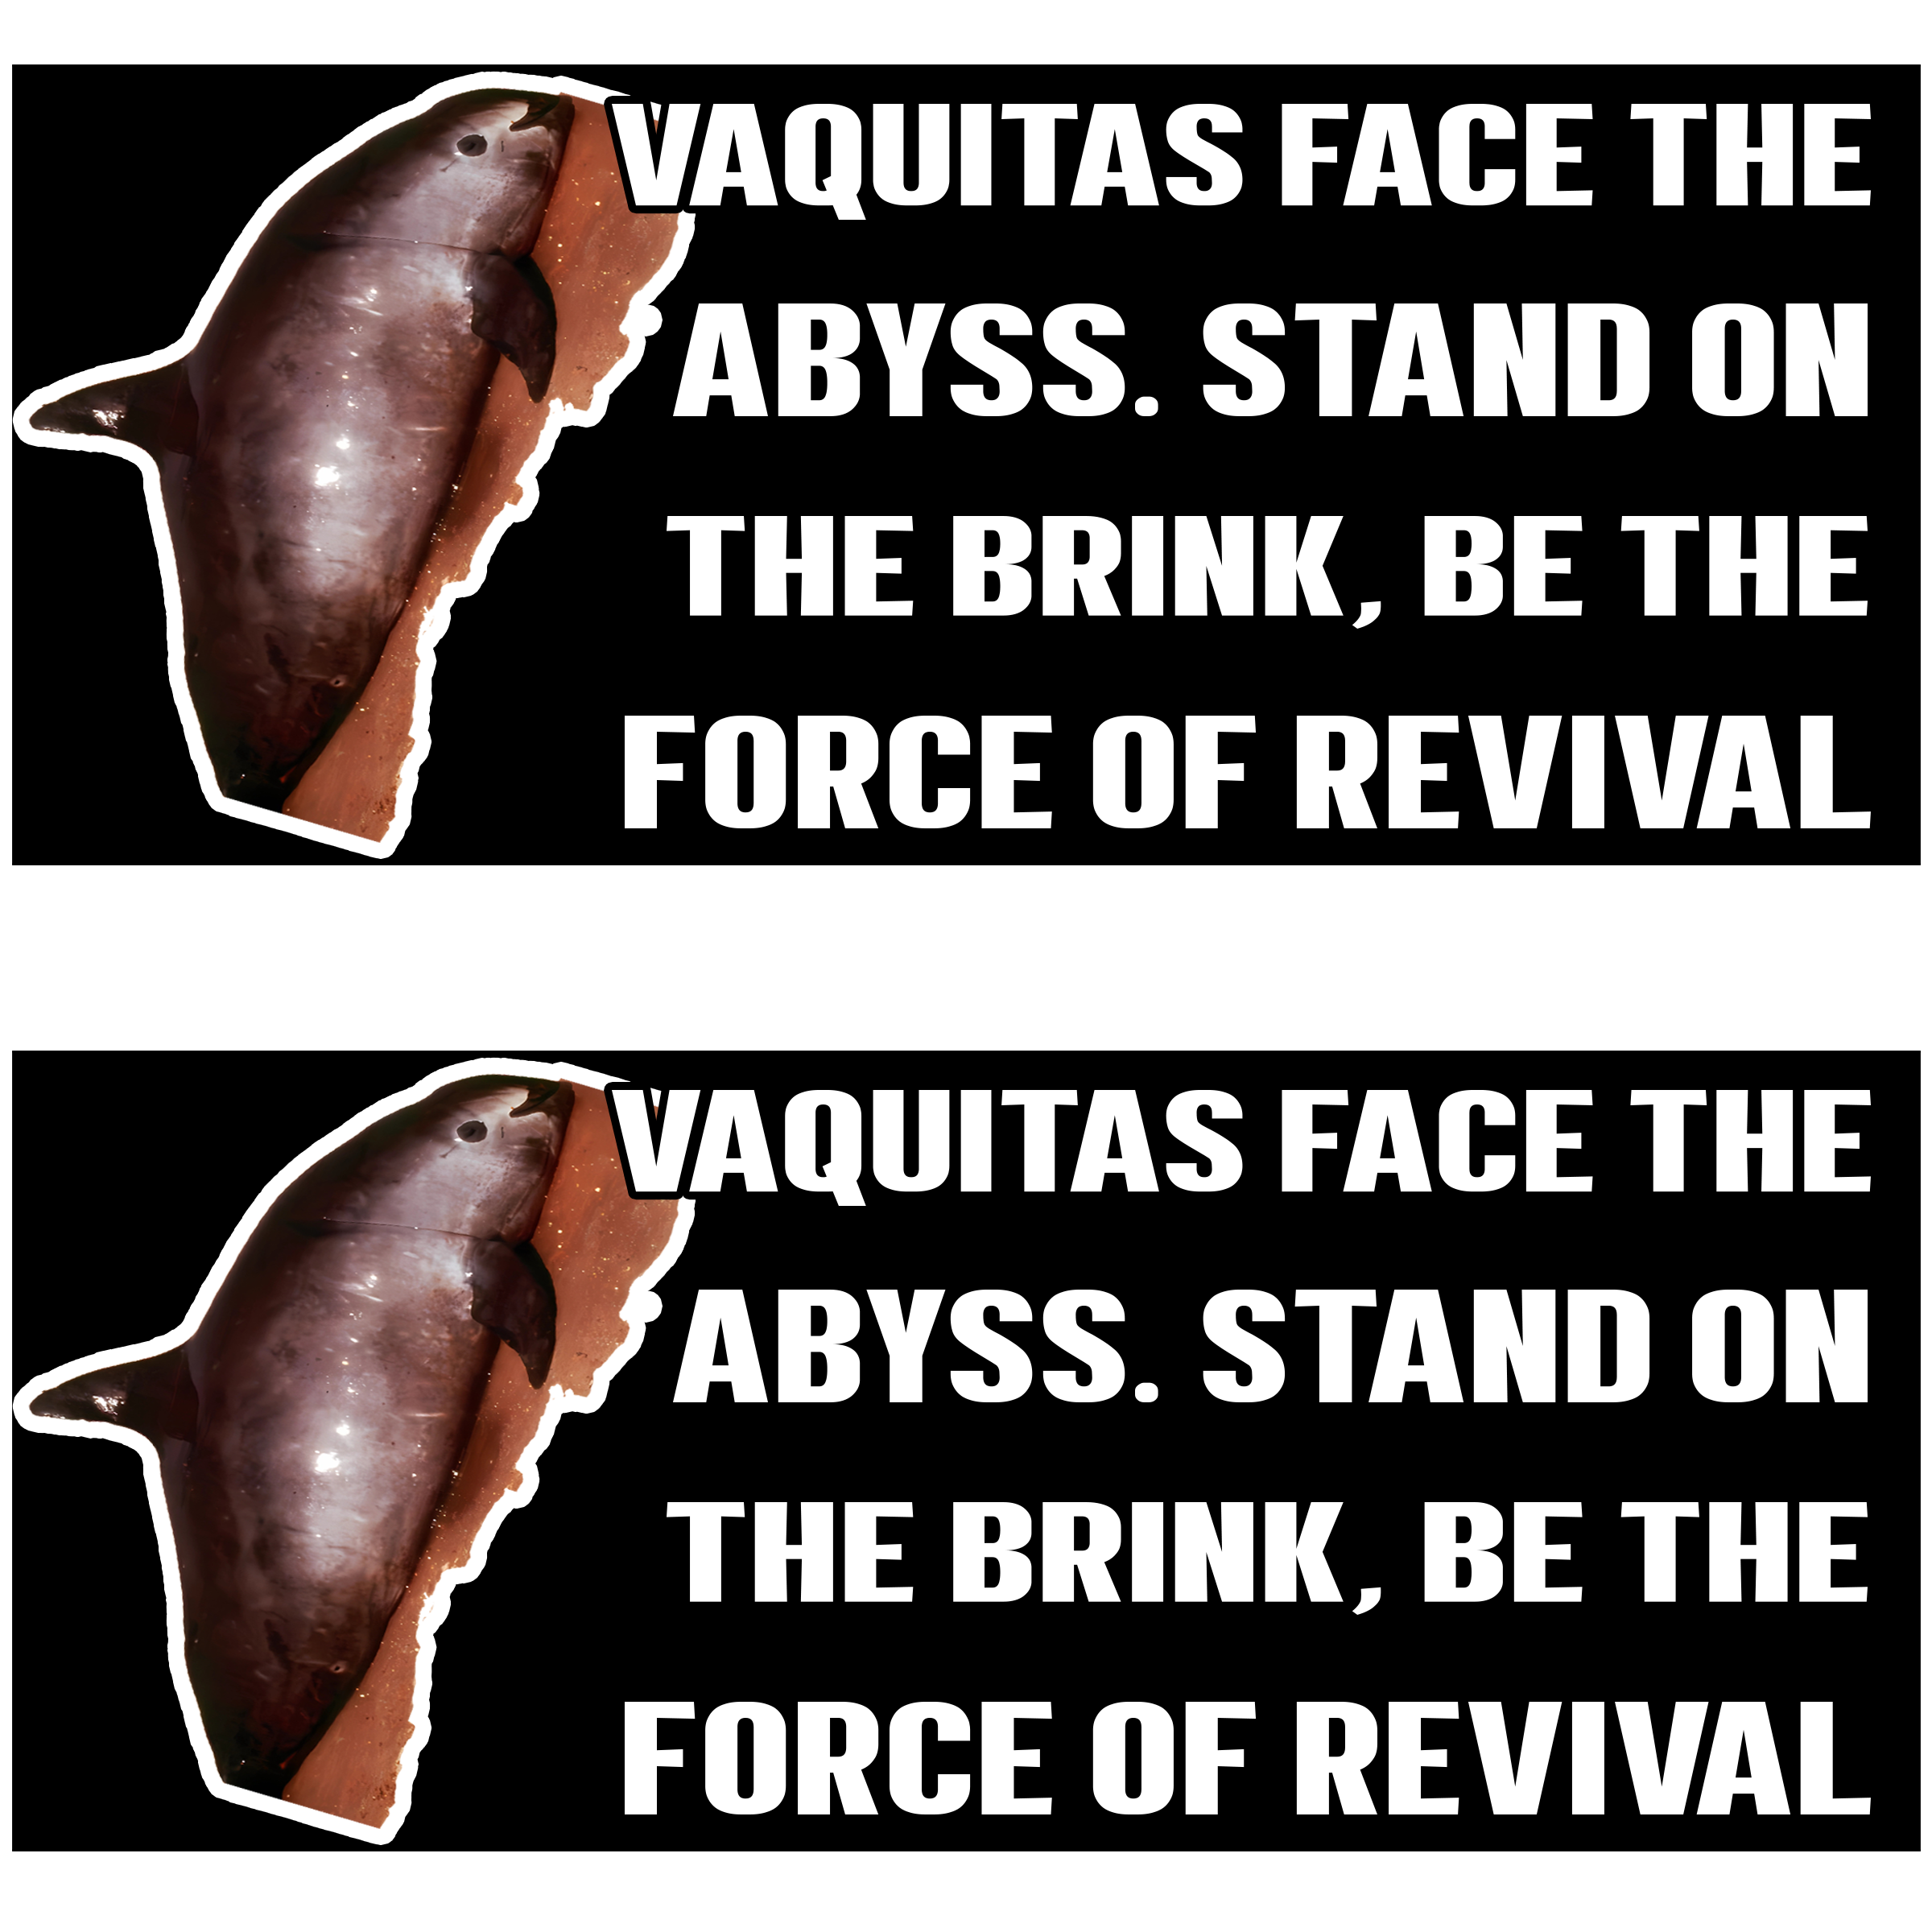 VAQUITAS FACE THE
ABYSS. STAND ON
THE BRINK, BE THE
FORCE OF REVIVAL
VAQUITAS FACE THE
ABYSS. STAND ON
THE BRINK, BE THE
FORCE OF REVIVAL